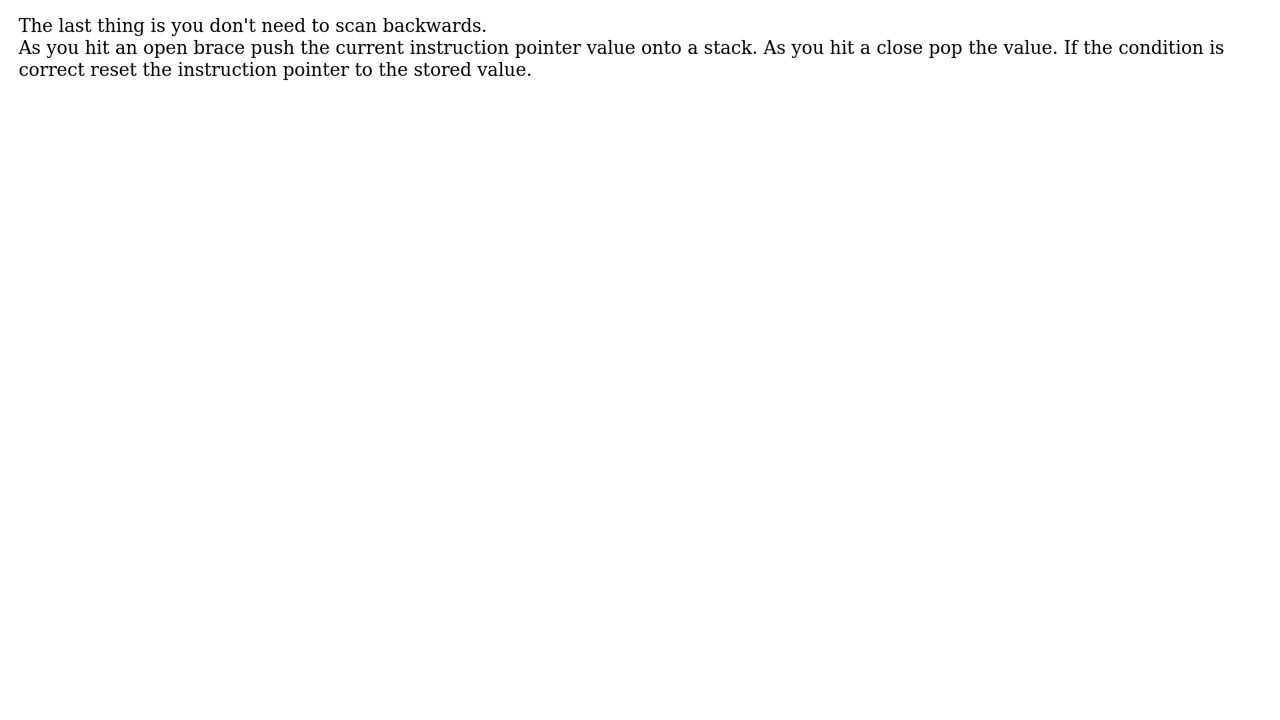 The last thing is you don't need to scan backwards.
As you hit an open brace push the current instruction pointer value onto a stack. As you hit a close pop the value. If the condition is
correct reset the instruction pointer to the stored value.